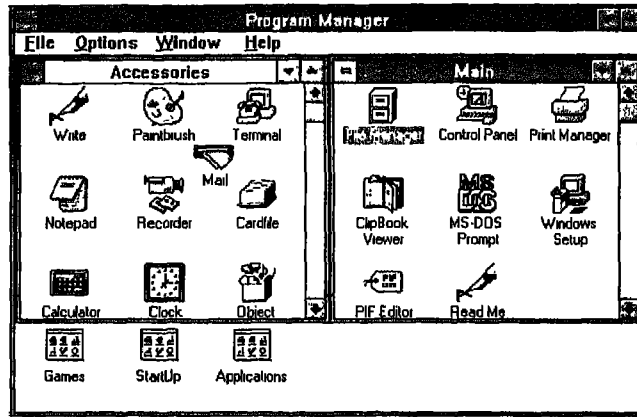 Program Manager
File Options Window Help
Accessories
Main
Write Paintbrush Terminal
Control Panel Print Manager
Mail
Notepad Recorder Cardfile
ClipBook Viewer
MS-DOS Prompt
Windows Setup
Calculator Clock Object
PIF Editor Read Me
Games StartUp Applications